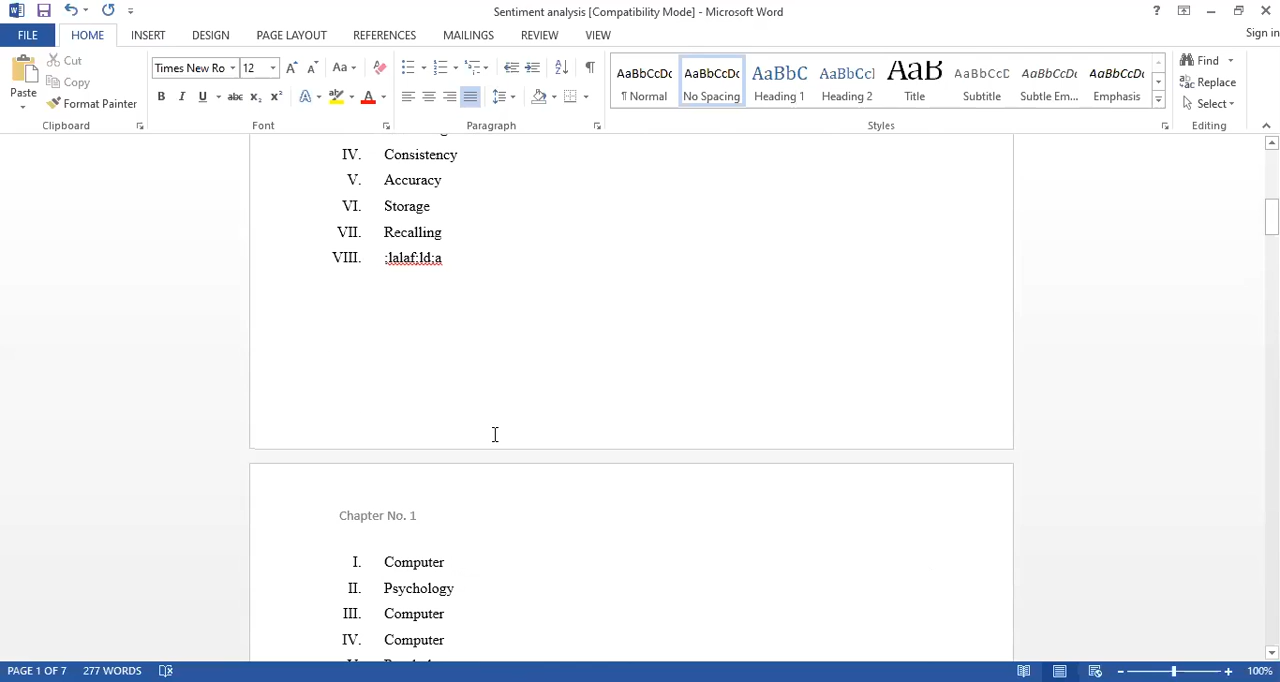 Sentiment analysis [Compatibility Mode] - Microsoft Word
Sign in
FILE HOME INSERT DESIGN PAGE LAYOUT REFERENCES MAILINGS REVIEW VIEW
Paste
Cut
Copy
Format Painter
Clipboard
Times New Ro 12
Font
Paragraph
AaBbCcDc AaBbCcDc AaBbC AaBbCcI AaB AaBbCcD AaBbCcDc AaBbCcDc
¶ Normal No Spacing Heading 1 Heading 2 Title Subtitle Subtle Em... Emphasis
Styles
Find
Replace
Select
Editing
IV. Consistency
V. Accuracy
VI. Storage
VII. Recalling
VIII. ;lalaf;ld;a
Chapter No. 1
I. Computer
II. Psychology
III. Computer
IV. Computer
PAGE 1 OF 7 277 WORDS 100%